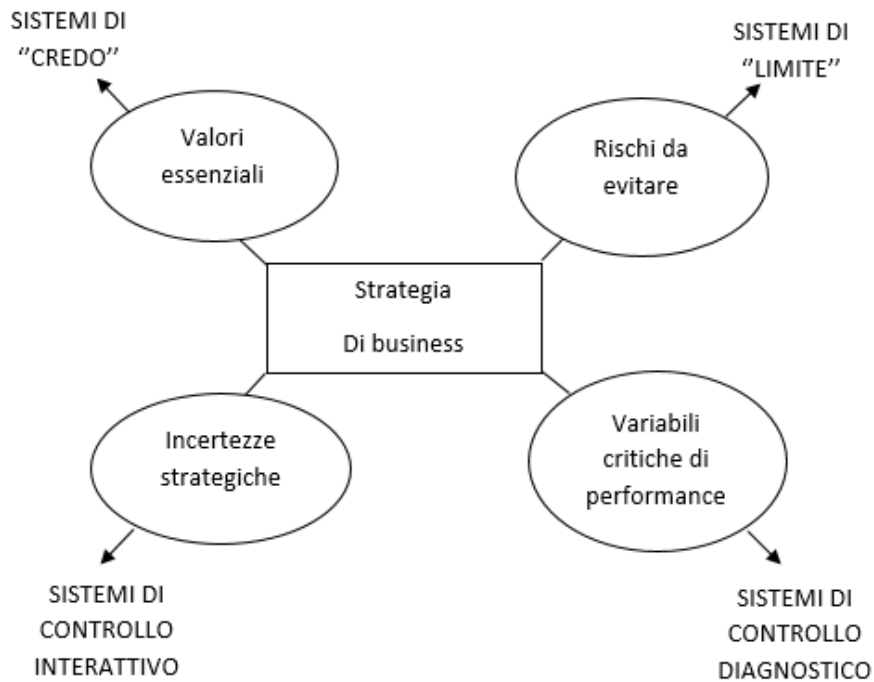 SISTEMI DI
‘’CREDO’’
SISTEMI DI
‘’LIMITE’’
Valori
essenziali
Rischi da
evitare
Strategia
Di business
Incertezze
strategiche
Variabili
critiche di
performance
SISTEMI DI
CONTROLLO
INTERATTIVO
SISTEMI DI
CONTROLLO
DIAGNOSTICO